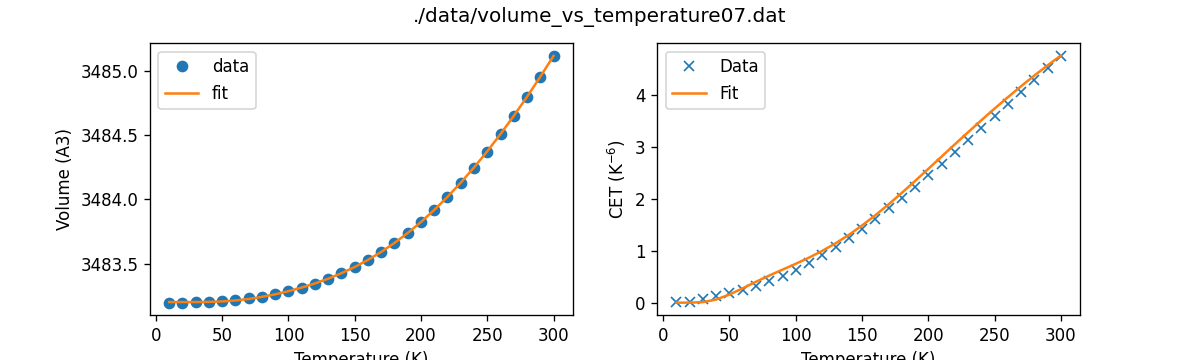 ./data/volume_vs_temperature07.dat
data
fit
3485.0
3484.5
3484.0
3483.5
Volume (A3)
0
50
100
150
200
250
300
Temperature (K)
Data
Fit
4
3
2
1
0
CET (K⁻⁶)
0
50
100
150
200
250
300
Temperature (K)